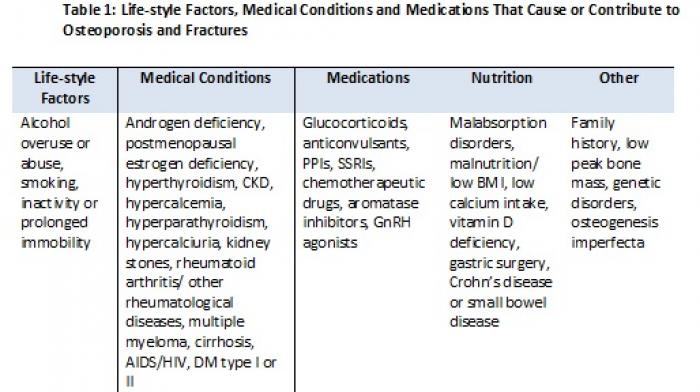 Table 1: Life-style Factors, Medical Conditions and Medications That Cause or Contribute to
Osteoporosis and Fractures
Life-style
Factors
Medical Conditions
Medications
Nutrition
Other
Alcohol
overuse or
abuse,
smoking,
inactivity or
prolonged
immobility
Androgen deficiency,
postmenopausal
estrogen deficiency,
hyperthyroidism, CKD,
hypercalcemia,
hyperparathyroidism,
hypercalciuria, kidney
stones, rheumatoid
arthritis/ other
rheumatological
diseases, multiple
myeloma, cirrhosis,
AIDS/HIV, DM type I or
II
Glucocorticoids,
anticonvulsants,
PPIs, SSRIs,
chemotherapeutic
drugs, aromatase
inhibitors, GnRH
agonists
Malabsorption
disorders,
malnutrition/
low BMI, low
calcium intake,
vitamin D
deficiency,
gastric surgery,
Crohn's disease
or small bowel
disease
Family
history, low
peak bone
mass, genetic
disorders,
osteogenesis
imperfecta